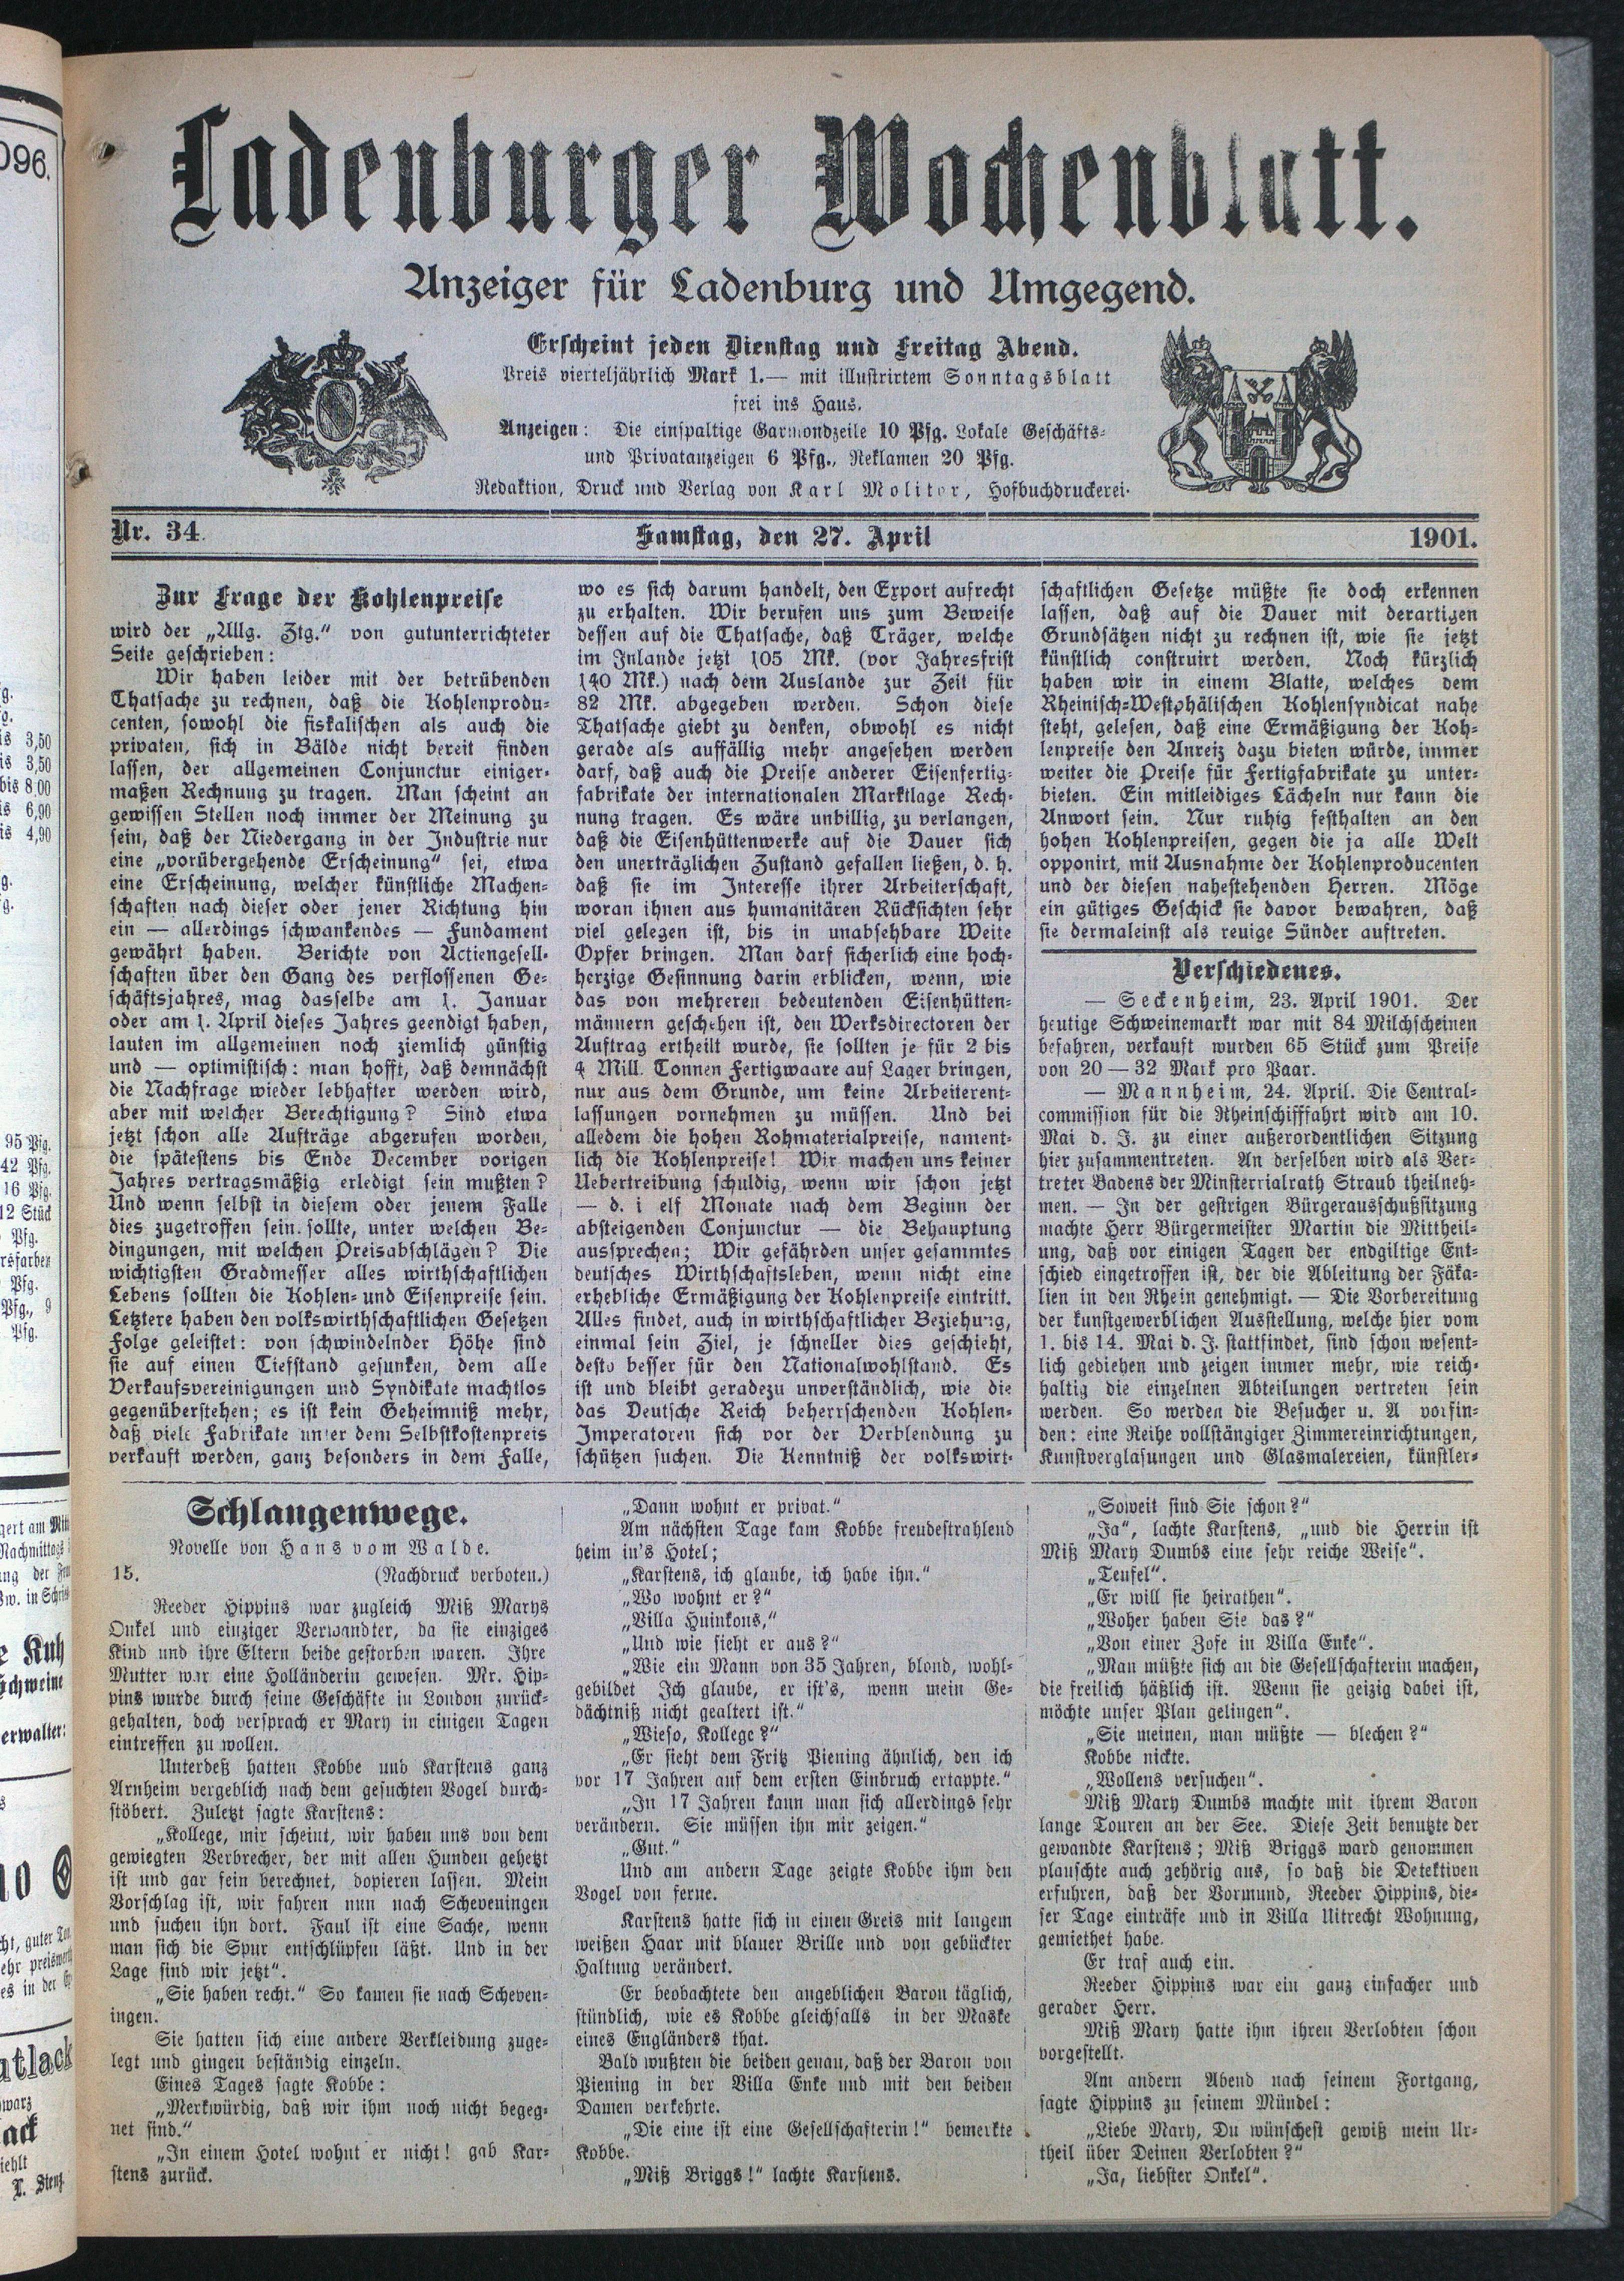 Ladenburger Wochenblatt.
Anzeiger für Ladenburg und Umgegend.
Erscheint jeden Dienstag und Freitag Abend.
Preis vierteljährlich Mark 1.— mit illustrirtem Sonntagsblatt
frei ins Haus.
Anzeigen: Die einspaltige Garmondzeile 10 Pfg. Lokale Geschäfts-
und Privatanzeigen 6 Pfg., Reklamen 20 Pfg.
Redaktion, Druck und Verlag von Karl Molitor, Hofbuchdruckerei.
Nr. 34. Samstag, den 27. April 1901.
Zur Frage der Kohlenpreise
wird der „Allg. Ztg.“ von gutunterrichteter
Seite geschrieben:
Wir haben leider mit der betrübenden
Thatsache zu rechnen, daß die Kohlenprodu-
centen, sowohl die fiskalischen als auch die
privaten, sich in Bälde nicht bereit finden
lassen, der allgemeinen Conjunctur einiger-
maßen Rechnung zu tragen. Man scheint an
gewissen Stellen noch immer der Meinung zu
sein, daß der Niedergang in der Industrie nur
eine „vorübergehende Erscheinung“ sei, etwa
eine Erscheinung, welcher künstliche Machen-
schaften nach dieser oder jener Richtung hin
ein — allerdings schwankendes — Fundament
gewährt haben. Berichte von Actiengesell-
schaften über den Gang des verflossenen Ge-
schäftsjahres, mag dasselbe am 1. Januar
oder am 1. April dieses Jahres geendigt haben,
lauten im allgemeinen noch ziemlich günstig
und — optimistisch: man hofft, daß demnächst
die Nachfrage wieder lebhafter werden wird,
aber mit welcher Berechtigung? Sind etwa
jetzt schon alle Aufträge abgerufen worden,
die spätestens bis Ende December vorigen
Jahres vertragsmäßig erledigt sein mußten?
Und wenn selbst in diesem oder jenem Falle
dies zugetroffen sein sollte, unter welchen Be-
dingungen, mit welchen Preisabschlägen? Die
wichtigsten Gradmesser alles wirthschaftlichen
Lebens sollten die Kohlen- und Eisenpreise sein.
Letztere haben den volkswirthschaftlichen Gesetzen
Folge geleistet: von schwindelnder Höhe sind
sie auf einen Tiefstand gesunken, dem alle
Verkaufsvereinigungen und Syndikate machtlos
gegenüberstehen; es ist kein Geheimniß mehr,
daß viele Fabrikate unter dem Selbstkostenpreis
verkauft werden, ganz besonders in dem Falle,
wo es sich darum handelt, den Export aufrecht
zu erhalten. Wir berufen uns zum Beweise
dessen auf die Thatsache, daß Träger, welche
im Inlande jetzt 105 Mk. (vor Jahresfrist
140 Mk.) nach dem Auslande zur Zeit für
82 Mk. abgegeben werden. Schon diese
Thatsache giebt zu denken, obwohl es nicht
gerade als auffällig mehr angesehen werden
darf, daß auch die Preise anderer Eisenfertig-
fabrikate der internationalen Marktlage Rech-
nung tragen. Es wäre unbillig, zu verlangen,
daß die Eisenhüttenwerke auf die Dauer sich
den unerträglichen Zustand gefallen ließen, d. h.
daß sie im Interesse ihrer Arbeiterschaft,
woran ihnen aus humanitären Rücksichten sehr
viel gelegen ist, bis in unabsehbare Weite
Opfer bringen. Man darf sicherlich eine hoch-
herzige Gesinnung darin erblicken, wenn, wie
das von mehreren bedeutenden Eisenhütten-
männern geschehen ist, den Werksdirectoren der
Auftrag ertheilt wurde, sie sollten je für 2 bis
4 Mill. Tonnen Fertigwaare auf Lager bringen,
nur aus dem Grunde, um keine Arbeiterent-
lassungen vornehmen zu müssen. Und bei
alledem die hohen Rohmaterialpreise, nament-
lich die Kohlenpreise! Wir machen uns keiner
Uebertreibung schuldig, wenn wir schon jetzt
— d. i elf Monate nach dem Beginn der
absteigenden Conjunctur — die Behauptung
aussprechen; Wir gefährden unser gesammtes
deutsches Wirthschaftsleben, wenn nicht eine
erhebliche Ermäßigung der Kohlenpreise eintritt.
Alles findet, auch in wirthschaftlicher Beziehung,
einmal sein Ziel, je schneller dies geschieht,
desto besser für den Nationalwohlstand. Es
ist und bleibt geradezu unverständlich, wie die
das Deutsche Reich beherrschenden Kohlen-
Imperatoren sich vor der Verblendung zu
schützen suchen. Die Kenntniß der volkswirt-
schaftlichen Gesetze müßte sie doch erkennen
lassen, daß auf die Dauer mit derartigen
Grundsätzen nicht zu rechnen ist, wie sie jetzt
künstlich construirt werden. Noch kürzlich
haben wir in einem Blatte, welches dem
Rheinisch-Westphälischen Kohlensyndicat nahe
steht, gelesen, daß eine Ermäßigung der Koh-
lenpreise den Anreiz dazu bieten würde, immer
weiter die Preise für Fertigfabrikate zu unter-
bieten. Ein mitleidiges Lächeln nur kann die
Anwort sein. Nur ruhig festhalten an den
hohen Kohlenpreisen, gegen die ja alle Welt
opponirt, mit Ausnahme der Kohlenproducenten
und der diesen nahestehenden Herren. Möge
ein gütiges Geschick sie davor bewahren, daß
sie dermaleinst als reuige Sünder auftreten.
Verschiedenes.
— Seckenheim, 23. April 1901. Der
heutige Schweinemarkt war mit 84 Milchscheinen
befahren, verkauft wurden 65 Stück zum Preise
von 20—32 Mark pro Paar.
— Mannheim, 24. April. Die Central-
commission für die Rheinschifffahrt wird am 10.
Mai d. J. zu einer außerordentlichen Sitzung
hier zusammentreten. An derselben wird als Ver-
treter Badens der Minsterrialrath Straub theilneh-
men. — In der gestrigen Bürgerausschußsitzung
machte Herr Bürgermeister Martin die Mittheil-
ung, daß vor einigen Tagen der endgiltige Ent-
schied eingetroffen ist, der die Ableitung der Fäka-
lien in den Rhein genehmigt. — Die Vorbereitung
der kunstgewerblichen Ausstellung, welche hier vom
1. bis 14. Mai d. J. stattfindet, sind schon wesent-
lich gediehen und zeigen immer mehr, wie reich-
haltig die einzelnen Abteilungen vertreten sein
werden. So werden die Besucher u. A vorfin-
den: eine Reihe vollständiger Zimmereinrichtungen,
Kunstverglasungen und Glasmalereien, künstler-
Schlangenwege.
Novelle von Hans vom Walde.
15. (Nachdruck verboten.)
Reeder Hippins war zugleich Miß Marys
Onkel und einziger Verwandter, da sie einziges
Kind und ihre Eltern beide gestorben waren. Ihre
Mutter war eine Holländerin gewesen. Mr. Hip-
pins wurde durch seine Geschäfte in London zurück-
gehalten, doch versprach er Mary in einigen Tagen
eintreffen zu wollen.
Unterdeß hatten Kobbe und Karstens ganz
Arnheim vergeblich nach dem gesuchten Vogel durch-
stöbert. Zuletzt sagte Karstens:
„Kollege, mir scheint, wir haben uns von dem
gewiegten Verbrecher, der mit allen Hunden gehetzt
ist und gar fein berechnet, dopieren lassen. Mein
Vorschlag ist, wir fahren nun nach Scheveningen
und suchen ihn dort. Faul ist eine Sache, wenn
man sich die Spur entschlüpfen läßt. Und in der
Lage sind wir jetzt“.
„Sie haben recht.“ So kamen sie nach Scheven-
ingen.
Sie hatten sich eine andere Verkleidung zuge-
legt und gingen beständig einzeln.
Eines Tages sagte Kobbe:
„Merkwürdig, daß wir ihm noch nicht begeg-
net sind.“
„In einem Hotel wohnt er nicht! gab Kar-
stens zurück.
„Dann wohnt er privat.“
Am nächsten Tage kam Kobbe freudestrahlend
heim in's Hotel;
„Karstens, ich glaube, ich habe ihn.“
„Wo wohnt er?“
„Villa Huinkons,“
„Und wie sieht er aus?“
„Wie ein Mann von 35 Jahren, blond, wohl-
gebildet Ich glaube, er ist's, wenn mein Ge-
dächtniß nicht gealtert ist.“
„Wieso, Kollege?“
„Er sieht dem Fritz Piening ähnlich, den ich
vor 17 Jahren auf dem ersten Einbruch ertappte.“
„In 17 Jahren kann man sich allerdings sehr
verändern. Sie müssen ihn mir zeigen.“
„Gut.“
Und am andern Tage zeigte Kobbe ihm den
Vogel von ferne.
Karstens hatte sich in einen Greis mit langem
weißen Haar mit blauer Brille und von gebückter
Haltung verändert.
Er beobachtete den angeblichen Baron täglich,
stündlich, wie es Kobbe gleichfalls in der Maske
eines Engländers that.
Bald wußten die beiden genau, daß der Baron von
Piening in der Villa Enke und mit den beiden
Damen verkehrte.
„Die eine ist eine Gesellschafterin!“ bemerkte
Kobbe.
„Miß Briggs!“ lachte Karstens.
„Soweit sind Sie schon?“
„Ja“, lachte Karstens, „und die Herrin ist
Miß Mary Dumbs eine sehr reiche Weise“.
„Teufel“.
„Er will sie heirathen“.
„Woher haben Sie das?“
„Von einer Zofe in Villa Enke“.
„Man müßte sich an die Gesellschafterin machen,
die freilich häßlich ist. Wenn sie geizig dabei ist,
möchte unser Plan gelingen“.
„Sie meinen, man müßte — blechen?“
Kobbe nickte.
„Wollens versuchen“.
Miß Mary Dumbs machte mit ihrem Baron
lange Touren an der See. Diese Zeit benutzte der
gewandte Karstens; Miß Briggs ward genommen
plauschte auch gehörig aus, so daß die Detektiven
erfuhren, daß der Vormund, Reeder Hippins, die-
ser Tage einträfe und in Villa Uitrecht Wohnung,
gemiethet habe.
Er traf auch ein.
Reeder Hippins war ein ganz einfacher und
gerader Herr.
Miß Mary hatte ihm ihren Verlobten schon
vorgestellt.
Am andern Abend nach seinem Fortgang,
sagte Hippins zu seinem Mündel:
„Liebe Mary, Du wünschest gewiß mein Ur-
theil über Deinen Verlobten?“
„Ja, liebster Onkel“.